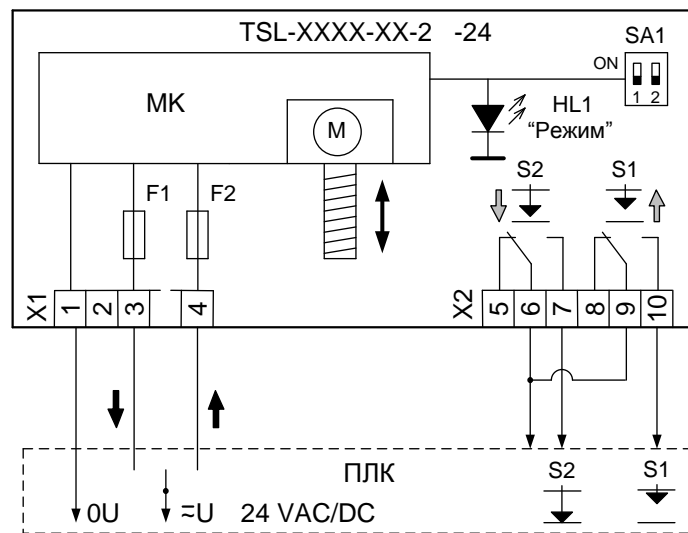 TSL-XXXX-XX-2 -24
SA1
ON
1 2
МК
М
HL1
“Режим”
F1
F2
S2
S1
X1
1
2
3
4
X2
5
6
7
8
9
10
ПЛК
S2
S1
0U
≂U
24 VAC/DC